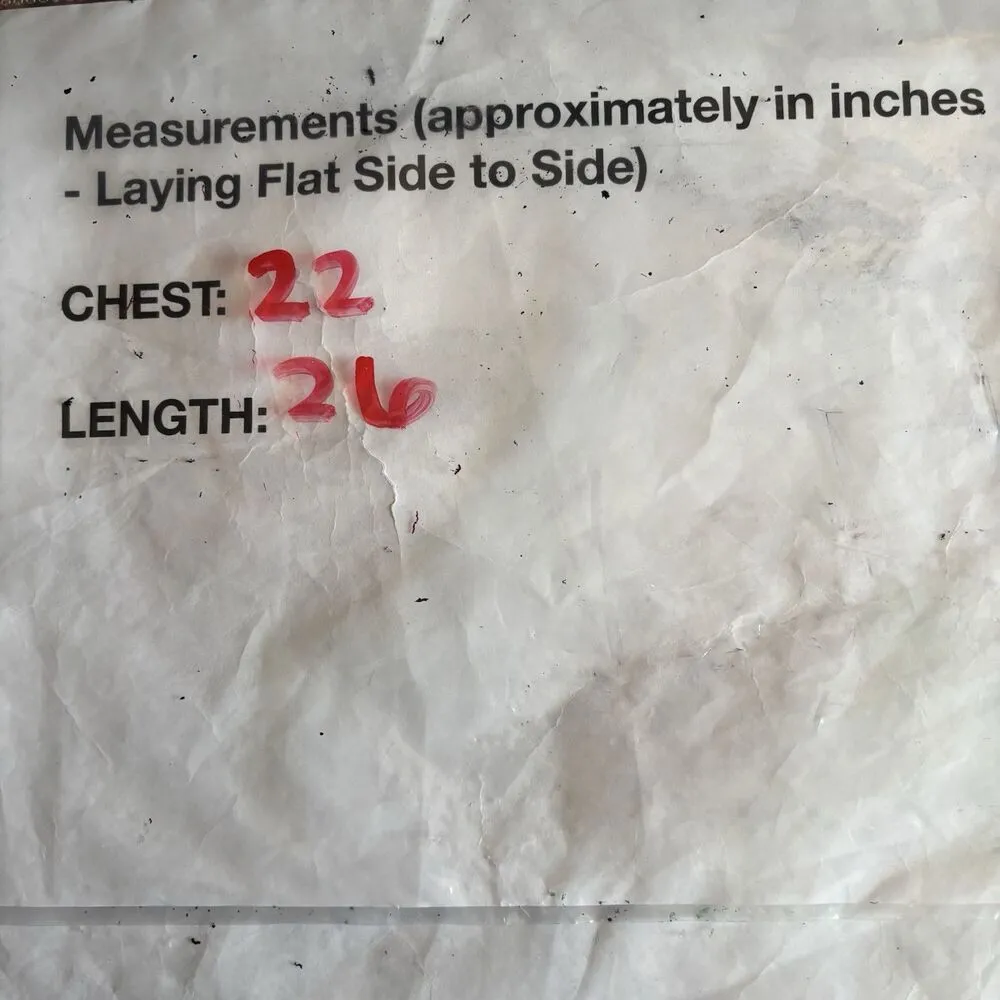 Measurements (approximately in inches
- Laying Flat Side to Side)
CHEST: 22
LENGTH: 26